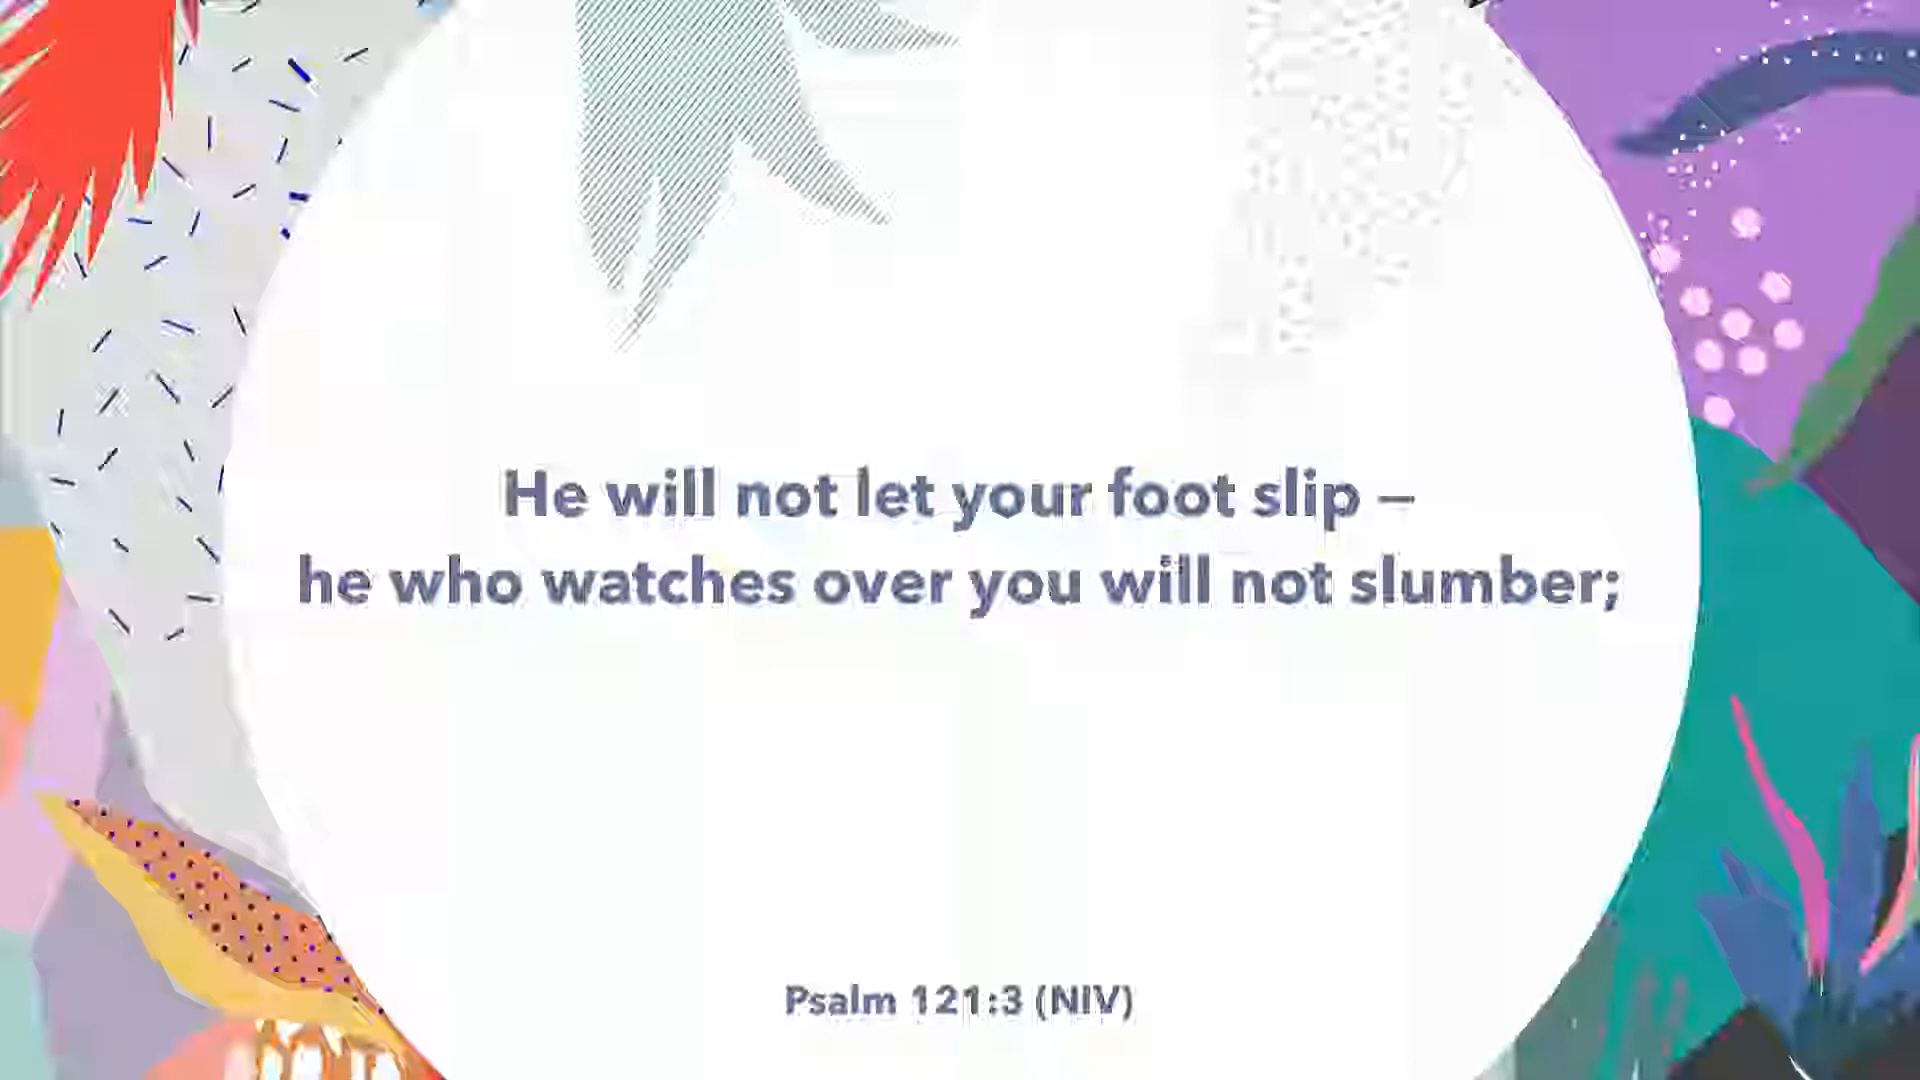 He will not let your foot slip –
he who watches over you will not slumber;
Psalm 121:3 (NIV)